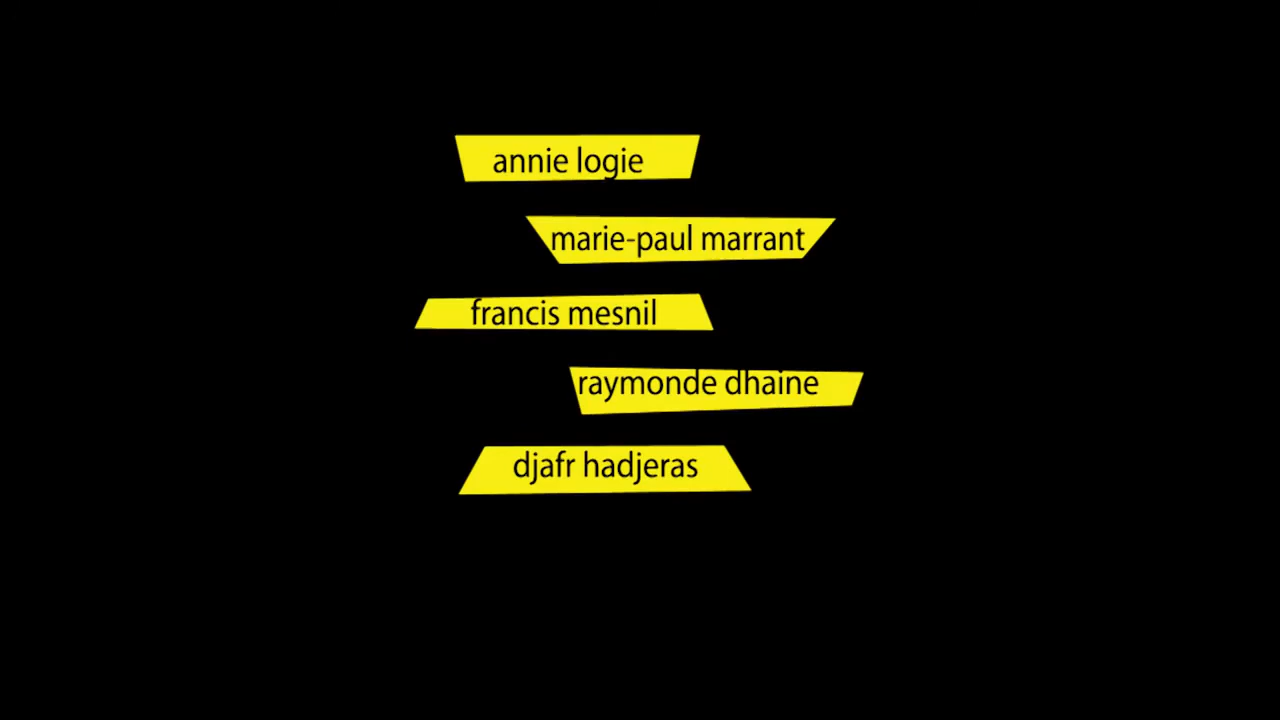 annie logie
marie-paul marrant
francis mesnil
raymonde dhaine
djafr hadjeras